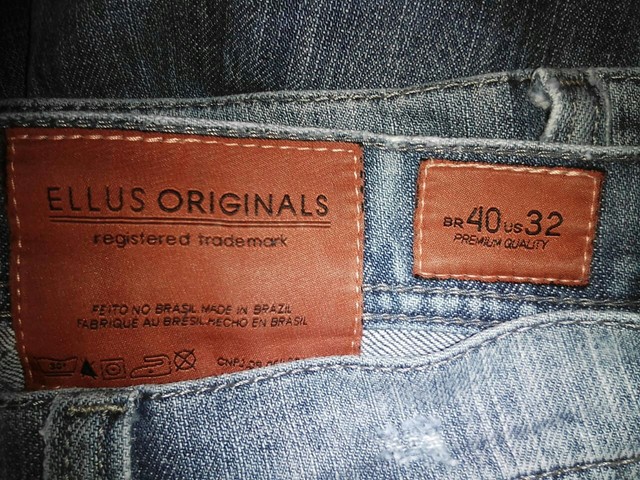 ELLUS ORIGINALS
registered trademark
FEITO NO BRASIL MADE IN BRAZIL
FABRIQUÉ AU BRÉSIL HECHO EN BRASIL
30°
BR 40 US 32
PREMIUM QUALITY